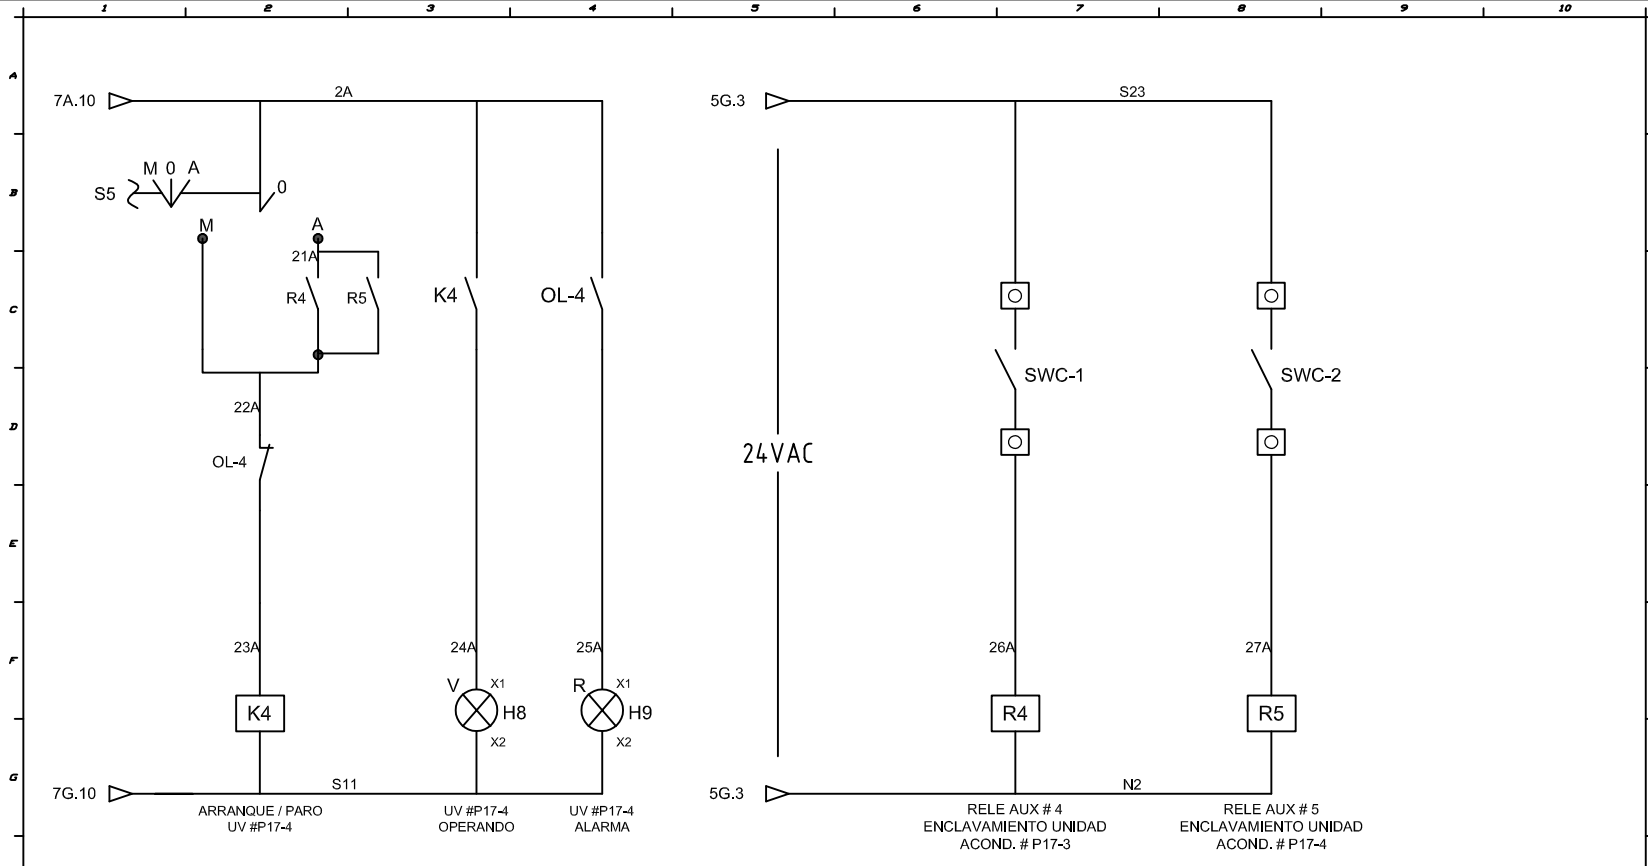 1 2 3 4 5 6 7 8 9 10
A
7A.10 2A 5G.3 S23
M 0 A
B S5 0
M A
21A
C R4 R5 K4 OL-4
SWC-1 SWC-2
22A
D
24VAC
OL-4
E
F 23A 24A 25A 26A 27A
V X1 R X1
K4 H8 H9 R4 R5
X2 X2
G
7G.10 S11 5G.3 N2
ARRANQUE / PARO
UV #P17-4
UV #P17-4
OPERANDO
UV #P17-4
ALARMA
RELE AUX # 4
ENCLAVAMIENTO UNIDAD
ACOND. # P17-3
RELE AUX # 5
ENCLAVAMIENTO UNIDAD
ACOND. # P17-4